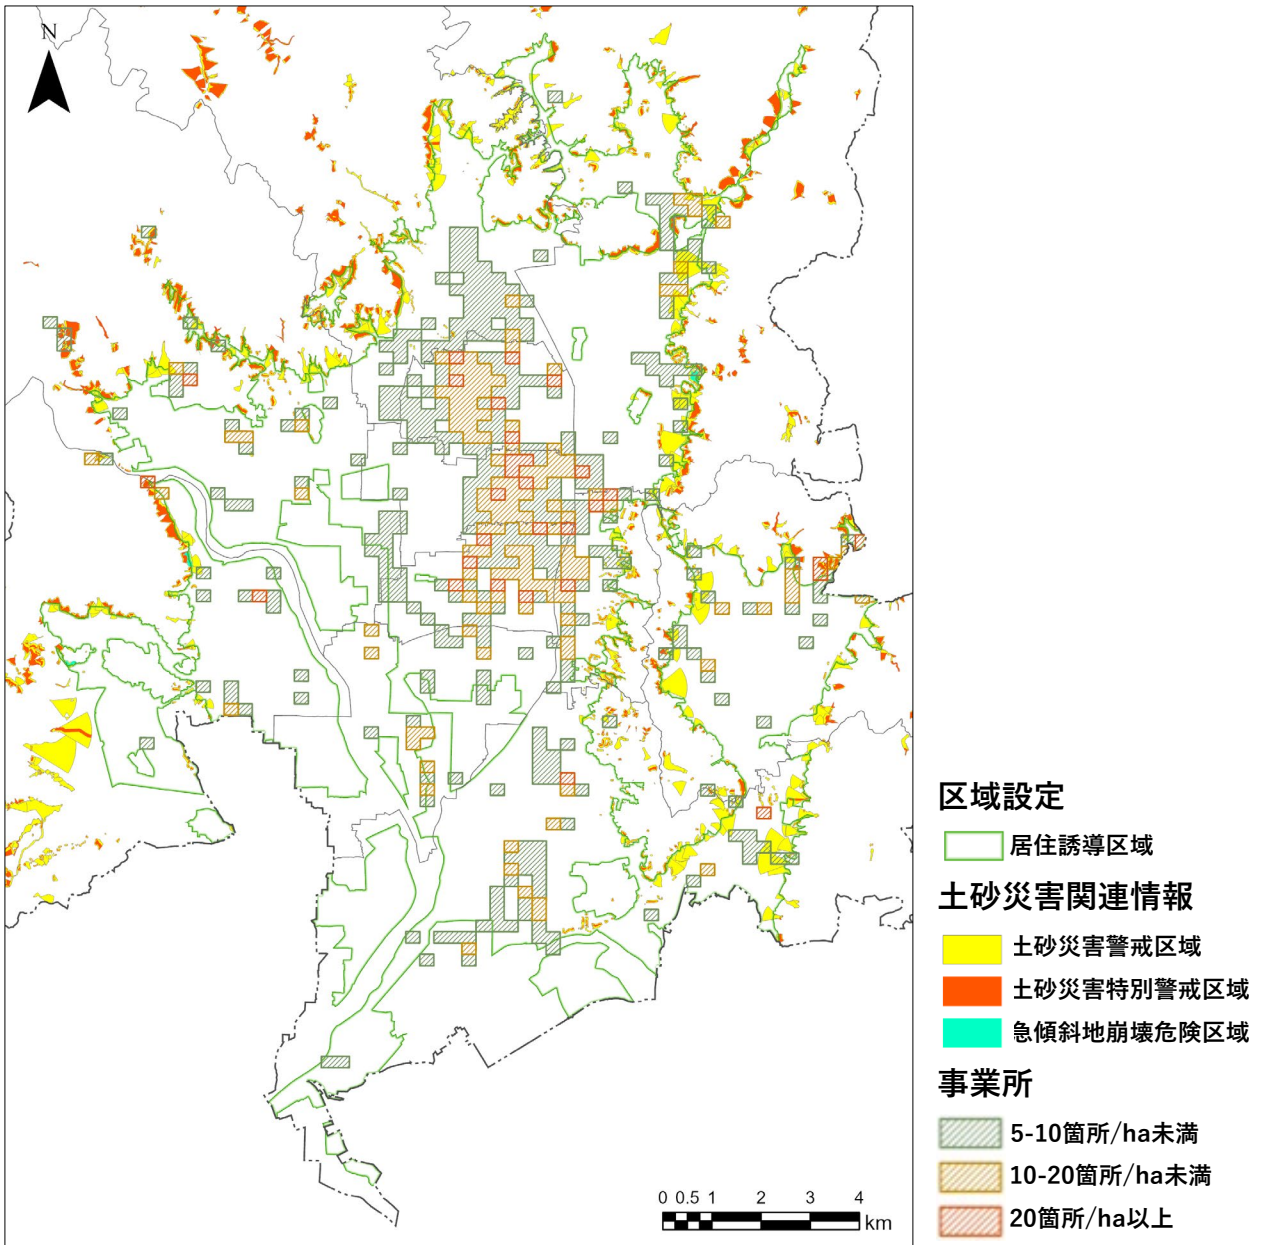 N
区域設定
居住誘導区域
土砂災害関連情報
土砂災害警戒区域
土砂災害特別警戒区域
急傾斜地崩壊危険区域
事業所
5-10箇所/ha未満
10-20箇所/ha未満
20箇所/ha以上
0 0.5 1 2 3 4
km